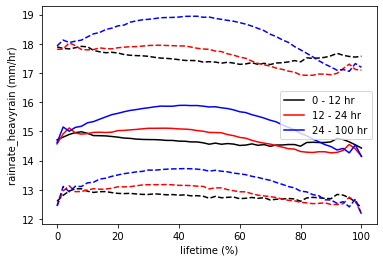 rainrate_heavyrain (mm/hr)
19
18
17
16
15
14
13
12
0 - 12 hr
12 - 24 hr
24 - 100 hr
0 20 40 60 80 100
lifetime (%)